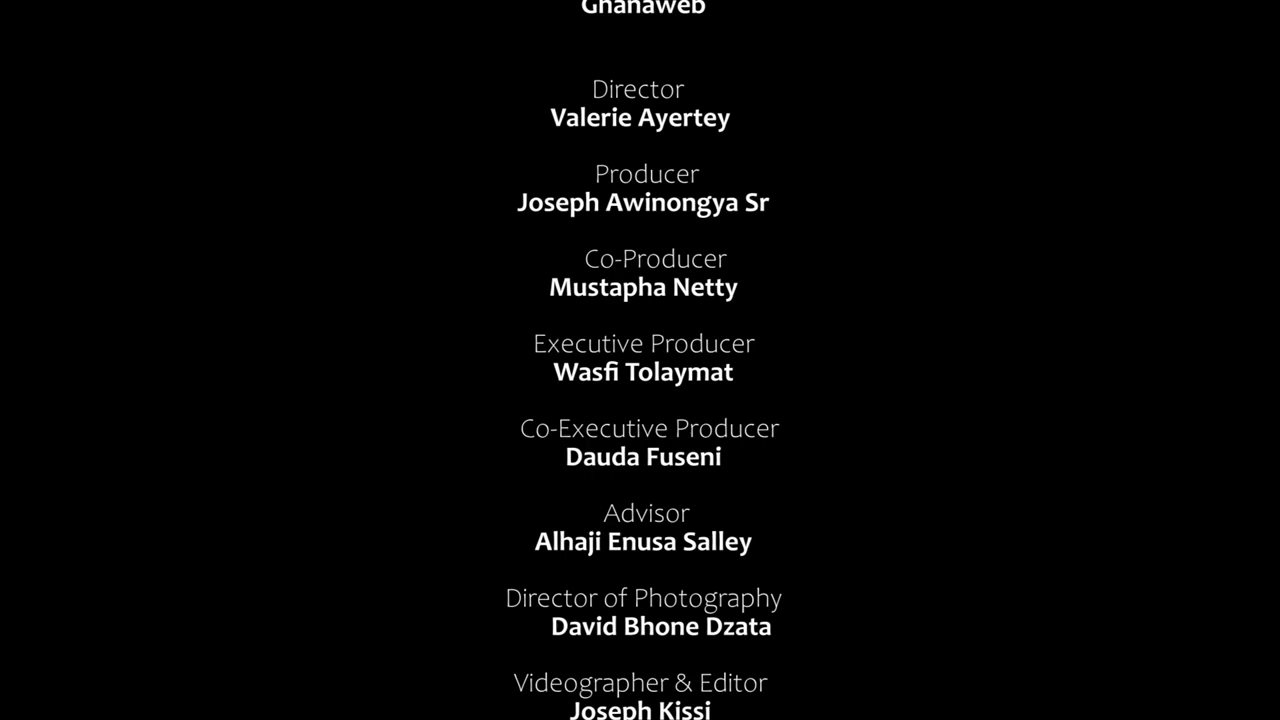 Ghanaweb
Director
Valerie Ayertey
Producer
Joseph Awinongya Sr
Co-Producer
Mustapha Netty
Executive Producer
Wasfi Tolaymat
Co-Executive Producer
Dauda Fuseni
Advisor
Alhaji Enusa Salley
Director of Photography
David Bhone Dzata
Videographer & Editor
Joseph Kissi